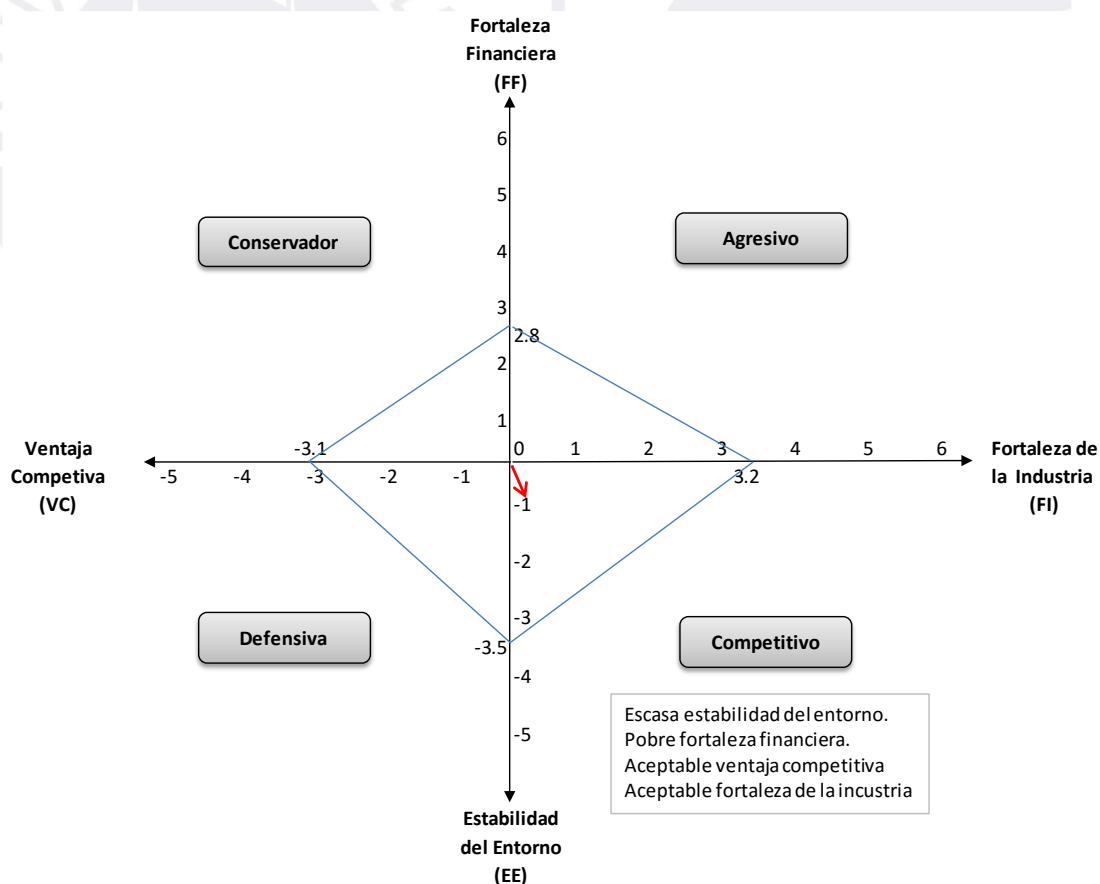 Fortaleza
Financiera
(FF)
6
5
Conservador
Agresivo
4
3
2.8
2
1
Ventaja
Competiva
(VC)
-3.1
0 1 2 3 4 5 6
-5 -4 -3 -2 -1
3.2
Fortaleza de
la Industria
(FI)
-1
-2
-3
Defensiva
Competitivo
-3.5
-4
-5
Escasa estabilidad del entorno.
Pobre fortaleza financiera.
Aceptable ventaja competitiva
Aceptable fortaleza de la incustria
Estabilidad
del Entorno
(EE)